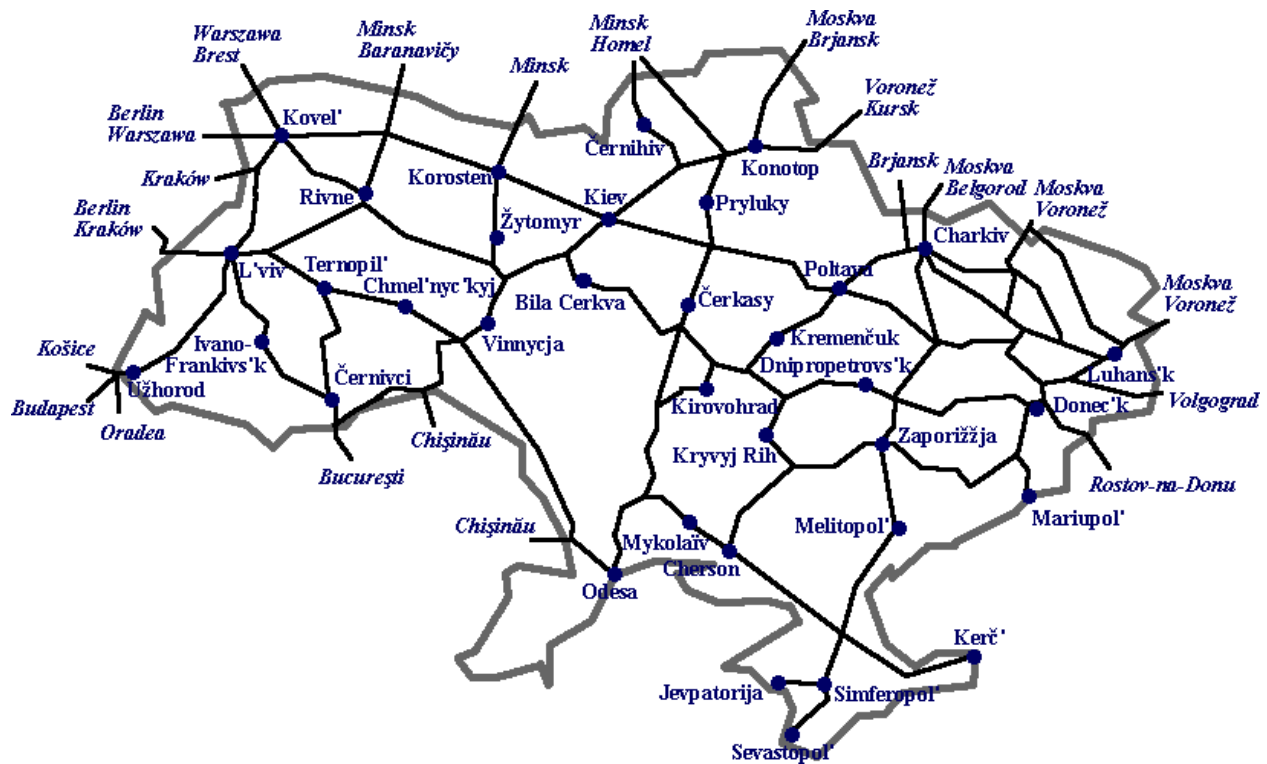 Warszawa
Brest
Minsk
Baranavičy
Minsk
Minsk
Homel
Moskva
Brjansk
Voronež
Kursk
Berlin
Warszawa
Kovel'
Černihiv
Konotop
Kraków
Rivne
Korosten
Kiev
Pryluky
Brjansk
Moskva
Belgorod
Moskva
Voronež
Berlin
Kraków
L'viv
Žytomyr
Charkiv
Ternopil'
Chmel'nyc'kyj
Bila Cerkva
Poltava
Čerkasy
Moskva
Voronež
Košice
Užhorod
Ivano-
Frankivs'k
Vinnycja
Kremenčuk
Dnipropetrovs'k
Luhans'k
Budapest
Oradea
Černivci
Kirovohrad
Donec'k
Volgograd
Chişinău
Bucureşti
Kryvyj Rih
Zaporižžja
Rostov-na-Donu
Chişinău
Mykolaïv
Melitopol'
Mariupol'
Cherson
Odesa
Kerč'
Jevpatorija
Simferopol'
Sevastopol'